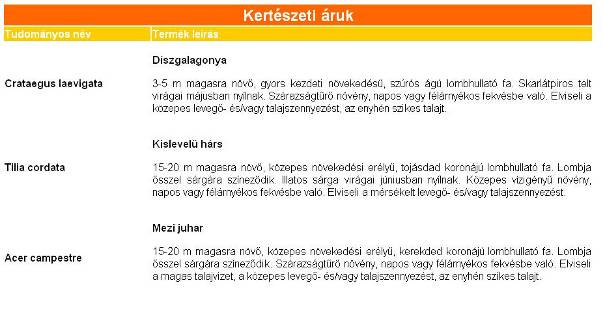 Kertészeti áruk
Tudományos név Termék leírás
Díszgalagonya
Crataegus laevigata
3-5 m magasra növő, gyors kezdeti növekedésű, szúrós ágú lombhullató fa. Skarlátpiros telt
virágai májusban nyílnak. Szárazságtűrő növény, napos vagy félárnyékos fekvésbe való. Elviseli a
közepes levegő- és/vagy talajszennyezést, az enyhén szikes talajt.
Kislevelű hárs
Tilia cordata
15-20 m magasra növő, közepes növekedési erélyű, tojásdad koronájú lombhullató fa. Lombja
ősszel sárgára színeződik. Illatos sárga virágai júniusban nyílnak. Közepes vízigényű növény,
napos vagy félárnyékos fekvésbe való. Elviseli a mérsékelt levegő- és/vagy talajszennyezést.
Mezi juhar
Acer campestre
15-20 m magasra növő, közepes növekedési erélyű, kerekded koronájú lombhullató fa. Lombja
ősszel sárgára színeződik. Szárazságtűrő növény, napos vagy félárnyékos fekvésbe való. Elviseli
a magas talajvizet, a közepes levegő- és/vagy talajszennyezést, az enyhén szikes talajt.